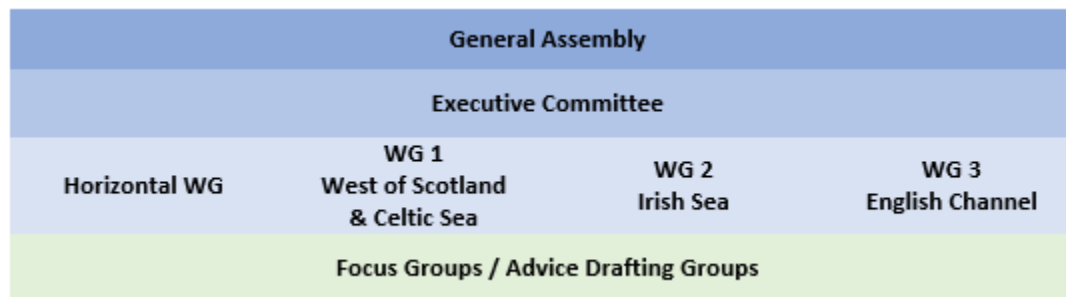 General Assembly
Executive Committee
Horizontal WG
WG 1
West of Scotland
& Celtic Sea
WG 2
Irish Sea
WG 3
English Channel
Focus Groups / Advice Drafting Groups